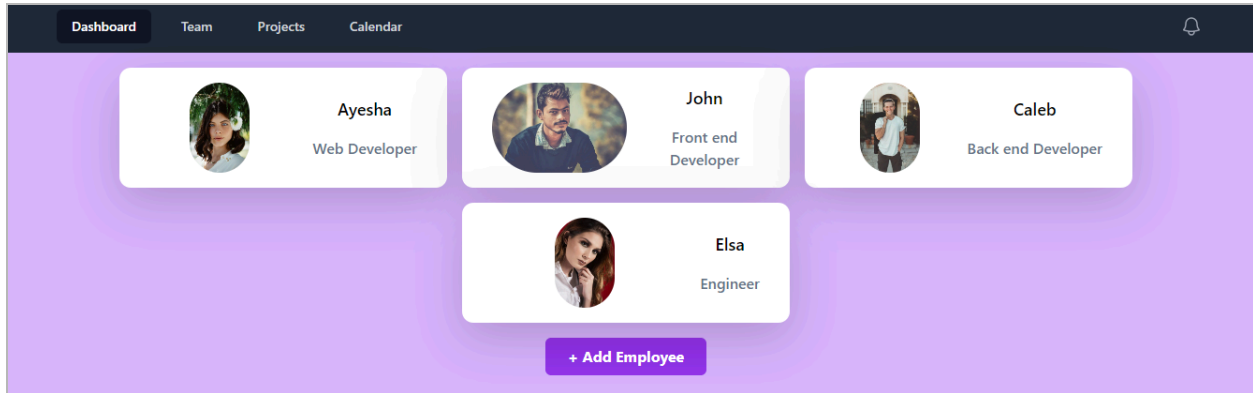 Dashboard Team Projects Calendar
Ayesha
Web Developer
John
Front end
Developer
Caleb
Back end Developer
Elsa
Engineer
+ Add Employee